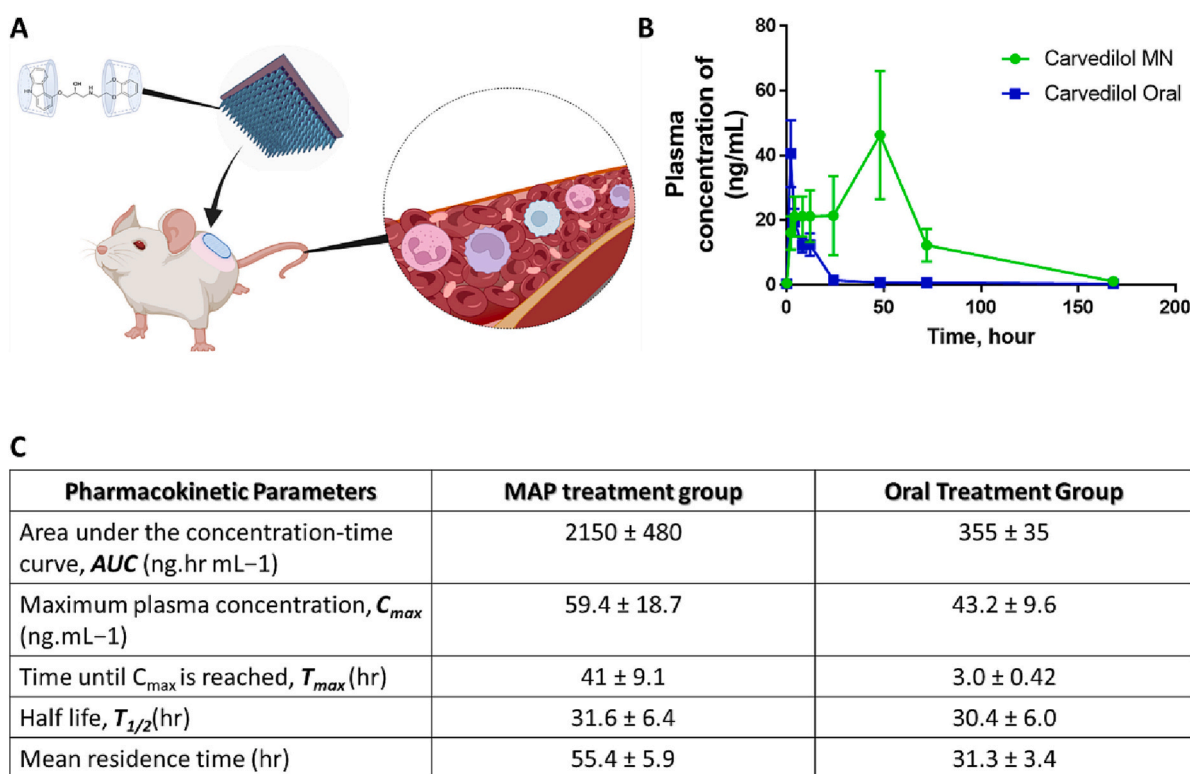 A
OH
HN
O
N
H
O
O
B
Plasma
concentration of
(ng/mL)
80
60
40
20
0
0
50
100
150
200
Time, hour
Carvedilol MN
Carvedilol Oral
C
Pharmacokinetic Parameters MAP treatment group Oral Treatment Group
Area under the concentration-time 2150 ± 480 355 ± 35
curve, AUC (ng.hr mL−1)
Maximum plasma concentration, Cmax 59.4 ± 18.7 43.2 ± 9.6
(ng.mL−1)
Time until Cmax is reached, Tmax (hr) 41 ± 9.1 3.0 ± 0.42
Half life, T1/2(hr) 31.6 ± 6.4 30.4 ± 6.0
Mean residence time (hr) 55.4 ± 5.9 31.3 ± 3.4